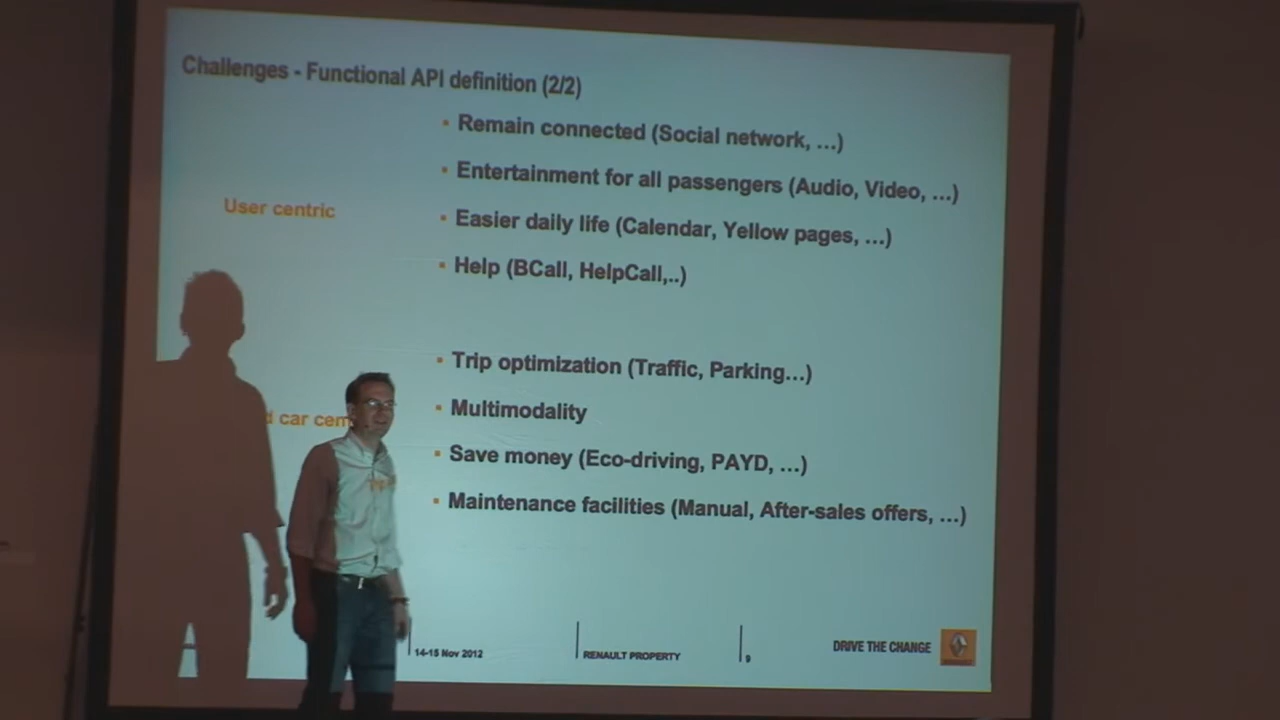 Challenges - Functional API definition (2/2)
▪ Remain connected (Social network, ...)
▪ Entertainment for all passengers (Audio, Video, ...)
User centric
▪ Easier daily life (Calendar, Yellow pages, ...)
▪ Help (BCall, HelpCall,..)
▪ Trip optimization (Traffic, Parking...)
▪ Multimodality
car
▪ Save money (Eco-driving, PAYD, ...)
▪ Maintenance facilities (Manual, After-sales offers, ...)
14-15 Nov 2012
RENAULT PROPERTY
9
DRIVE THE CHANGE